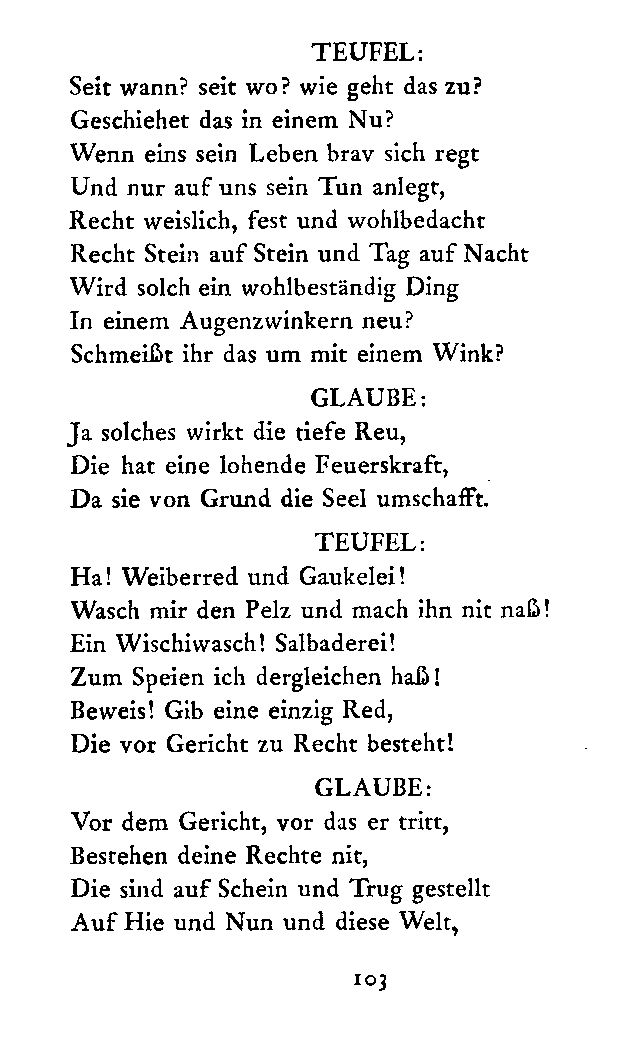 TEUFEL:
Seit wann? seit wo? wie geht das zu?
Geschiehet das in einem Nu?
Wenn eins sein Leben brav sich regt
Und nur auf uns sein Tun anlegt,
Recht weislich, fest und wohlbedacht
Recht Stein auf Stein und Tag auf Nacht
Wird solch ein wohlbeständig Ding
In einem Augenzwinkern neu?
Schmeißt ihr das um mit einem Wink?
GLAUBE:
Ja solches wirkt die tiefe Reu,
Die hat eine lohende Feuerskraft,
Da sie von Grund die Seel umschafft.
TEUFEL:
Ha! Weiberred und Gaukelei!
Wasch mir den Pelz und mach ihn nit naß!
Ein Wischiwasch! Salbaderei!
Zum Speien ich dergleichen haß!
Beweis! Gib eine einzig Red,
Die vor Gericht zu Recht besteht!
GLAUBE:
Vor dem Gericht, vor das er tritt,
Bestehen deine Rechte nit,
Die sind auf Schein und Trug gestellt
Auf Hie und Nun und diese Welt,
103